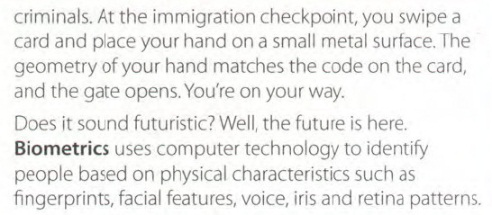 criminals. At the immigration checkpoint, you swipe a
card and place your hand on a small metal surface. The
geometry of your hand matches the code on the card,
and the gate opens. You're on your way.
Does it sound futuristic? Well, the future is here.
Biometrics uses computer technology to identify
people based on physical characteristics such as
fingerprints, facial features, voice, iris and retina patterns.